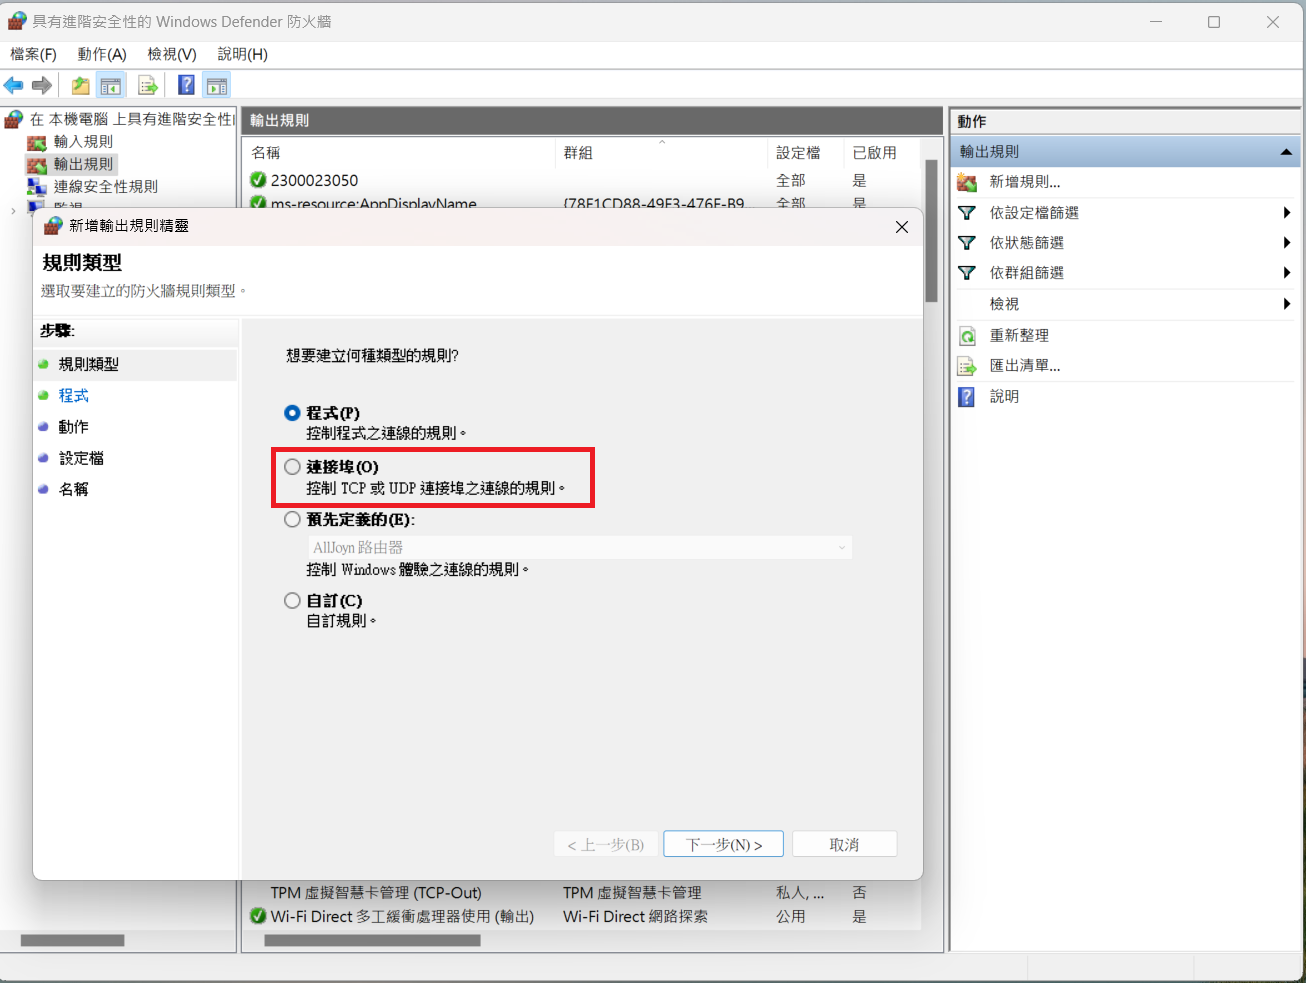 具有進階安全性的 Windows Defender 防火牆
檔案(F) 動作(A) 檢視(V) 說明(H)
在 本機電腦 上具有進階安全性
輸入規則
輸出規則
連線安全性規則
監視
輸出規則
名稱 群組 設定檔 已啟用
2300023050 全部 是
ms-resource:AppDisplayName {78E1CD88-49E3-476E-B9... 全部 是
新增輸出規則精靈
規則類型
選取要建立的防火牆規則類型。
步驟:
規則類型
程式
動作
設定檔
名稱
想要建立何種類型的規則?
程式(P)
控制程式之連線的規則。
連接埠(O)
控制 TCP 或 UDP 連接埠之連線的規則。
預先定義的(E):
AllJoyn 路由器
控制 Windows 體驗之連線的規則。
自訂(C)
自訂規則。
< 上一步(B) 下一步(N) > 取消
TPM 虛擬智慧卡管理 (TCP-Out) TPM 虛擬智慧卡管理 私人, ... 否
Wi-Fi Direct 多工緩衝處理器使用 (輸出) Wi-Fi Direct 網路探索 公用 是
動作
輸出規則
新增規則...
依設定檔篩選
依狀態篩選
依群組篩選
檢視
重新整理
匯出清單...
說明